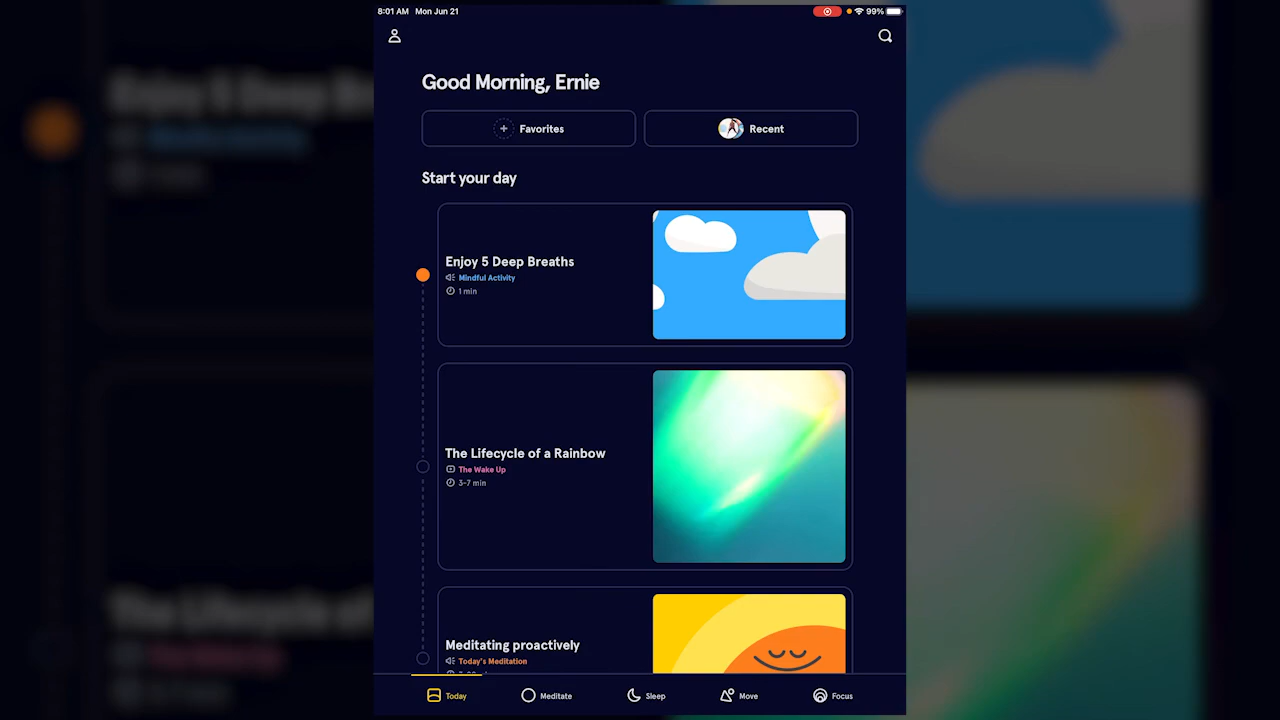 8:01 AM Mon Jun 21
99%
Good Morning, Ernie
Favorites
Recent
Start your day
Enjoy 5 Deep Breaths
Mindful Activity
1 min
The Lifecycle of a Rainbow
The Wake Up
3-7 min
Meditating proactively
Today's Meditation
Today
Meditate
Sleep
Move
Focus